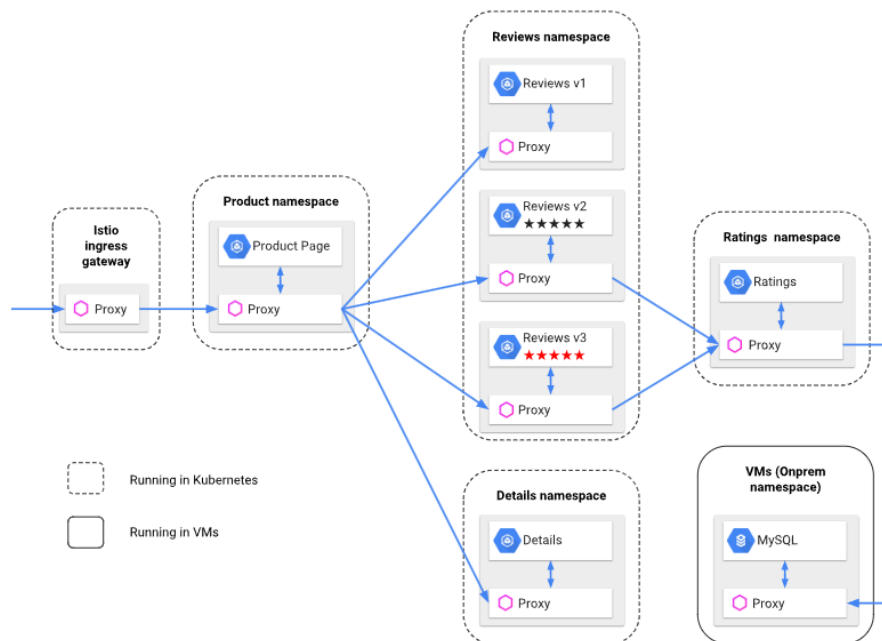 Reviews namespace
Reviews v1
Proxy
Product namespace
Istio
ingress
gateway
Product Page
Proxy
Proxy
Reviews v2
★★★★★
Proxy
Reviews v3
★★★★★
Proxy
Ratings namespace
Ratings
Proxy
Running in Kubernetes
Running in VMs
Details namespace
Details
Proxy
VMs (Onprem
namespace)
MySQL
Proxy